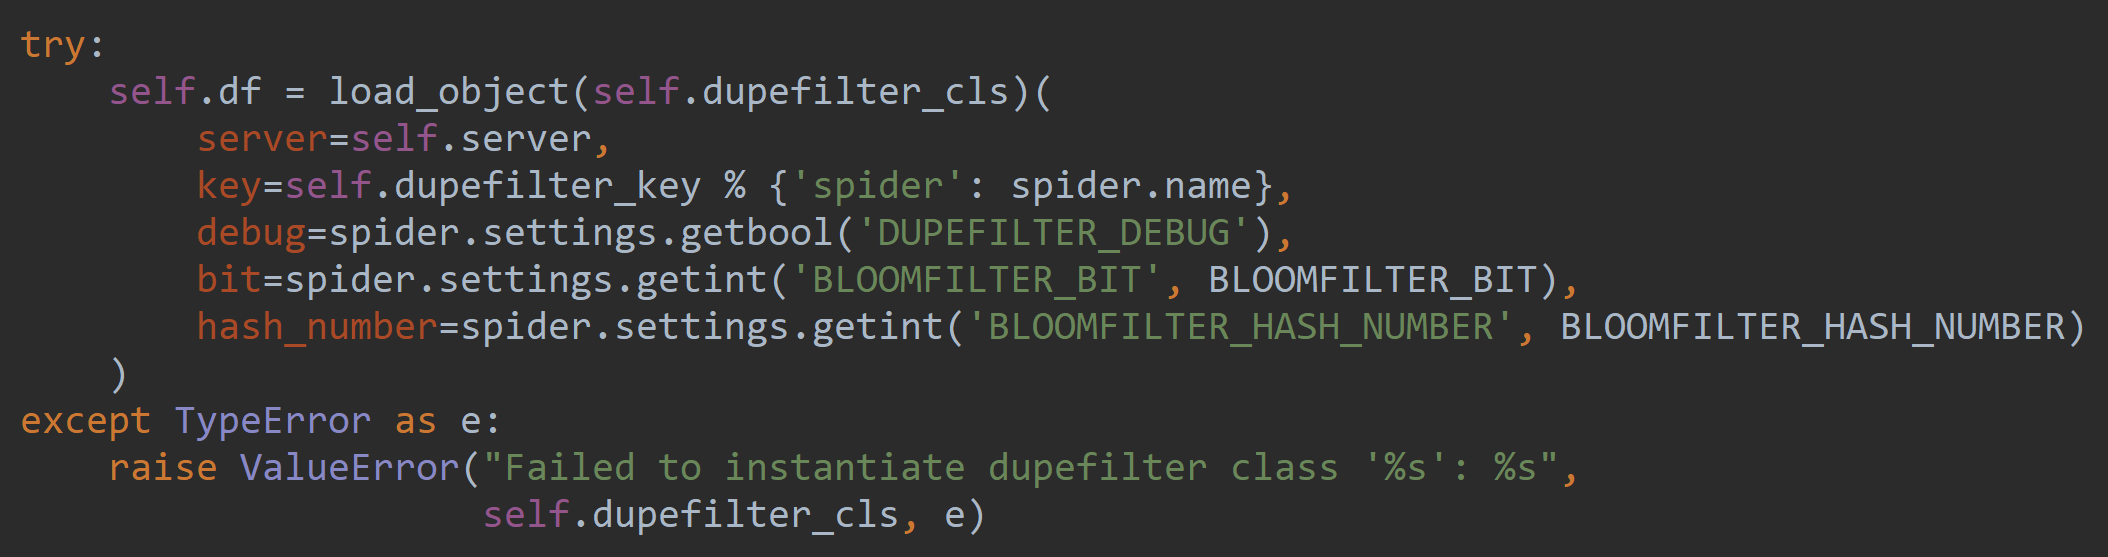 try:
    self.df = load_object(self.dupefilter_cls)(
        server=self.server,
        key=self.dupefilter_key % {'spider': spider.name},
        debug=spider.settings.getbool('DUPEFILTER_DEBUG'),
        bit=spider.settings.getint('BLOOMFILTER_BIT', BLOOMFILTER_BIT),
        hash_number=spider.settings.getint('BLOOMFILTER_HASH_NUMBER', BLOOMFILTER_HASH_NUMBER)
    )
except TypeError as e:
    raise ValueError("Failed to instantiate dupefilter class '%s': %s",
                     self.dupefilter_cls, e)